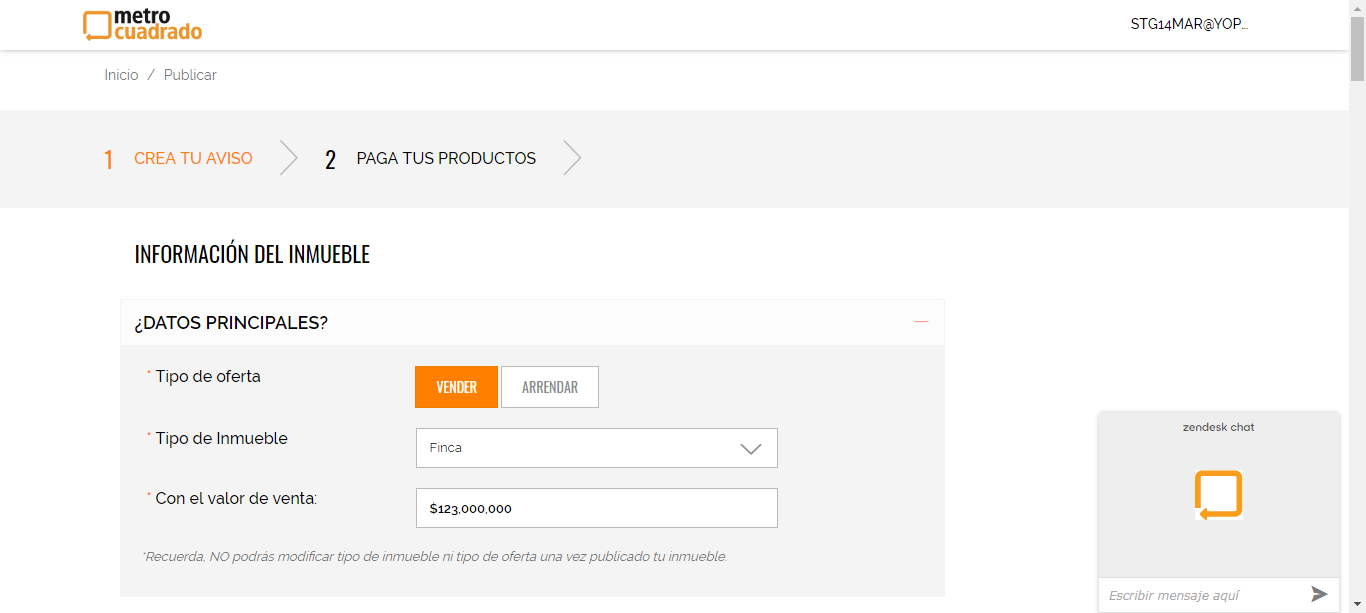 metro
cuadrado
STG14MAR@YOP...
Inicio / Publicar
1 CREA TU AVISO 2 PAGA TUS PRODUCTOS
INFORMACIÓN DEL INMUEBLE
¿DATOS PRINCIPALES?
* Tipo de oferta VENDER ARRENDAR
* Tipo de Inmueble Finca
* Con el valor de venta: $123,000,000
*Recuerda, NO podrás modificar tipo de inmueble ni tipo de oferta una vez publicado tu inmueble.
zendesk chat
Escribir mensaje aquí